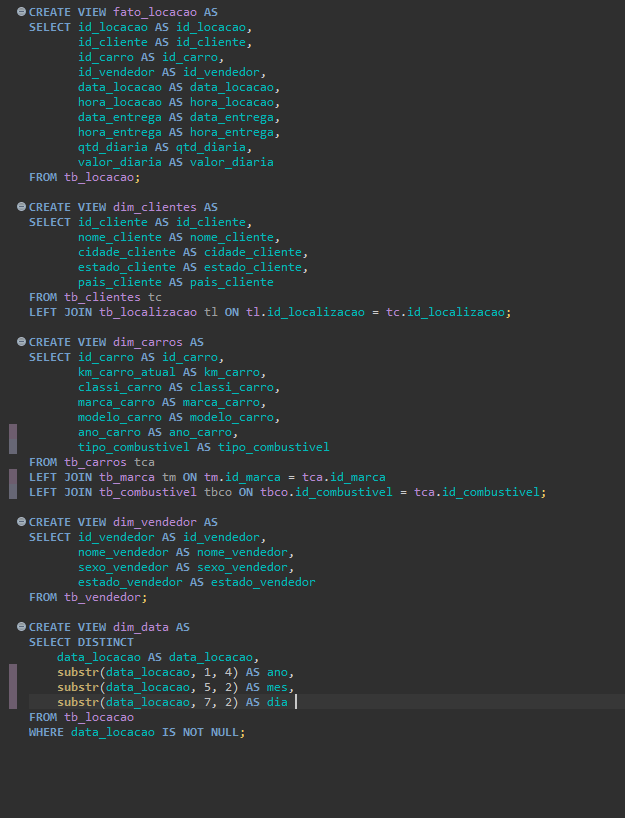 CREATE VIEW fato_locacao AS
SELECT id_locacao AS id_locacao,
id_cliente AS id_cliente,
id_carro AS id_carro,
id_vendedor AS id_vendedor,
data_locacao AS data_locacao,
hora_locacao AS hora_locacao,
data_entrega AS data_entrega,
hora_entrega AS hora_entrega,
qtd_diaria AS qtd_diaria,
valor_diaria AS valor_diaria
FROM tb_locacao;
CREATE VIEW dim_clientes AS
SELECT id_cliente AS id_cliente,
nome_cliente AS nome_cliente,
cidade_cliente AS cidade_cliente,
estado_cliente AS estado_cliente,
pais_cliente AS pais_cliente
FROM tb_clientes tc
LEFT JOIN tb_localizacao tl ON tl.id_localizacao = tc.id_localizacao;
CREATE VIEW dim_carros AS
SELECT id_carro AS id_carro,
km_carro_atual AS km_carro,
classi_carro AS classi_carro,
marca_carro AS marca_carro,
modelo_carro AS modelo_carro,
ano_carro AS ano_carro,
tipo_combustivel AS tipo_combustivel
FROM tb_carros tca
LEFT JOIN tb_marca tm ON tm.id_marca = tca.id_marca
LEFT JOIN tb_combustivel tbco ON tbco.id_combustivel = tca.id_combustivel;
CREATE VIEW dim_vendedor AS
SELECT id_vendedor AS id_vendedor,
nome_vendedor AS nome_vendedor,
sexo_vendedor AS sexo_vendedor,
estado_vendedor AS estado_vendedor
FROM tb_vendedor;
CREATE VIEW dim_data AS
SELECT DISTINCT
data_locacao AS data_locacao,
substr(data_locacao, 1, 4) AS ano,
substr(data_locacao, 5, 2) AS mes,
substr(data_locacao, 7, 2) AS dia
FROM tb_locacao
WHERE data_locacao IS NOT NULL;